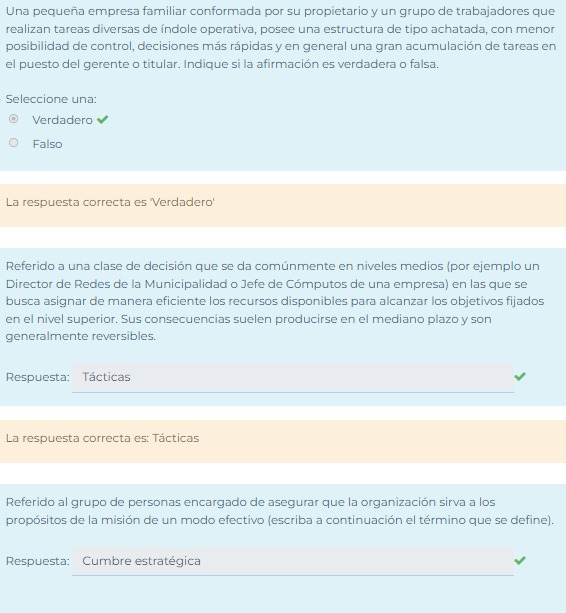 Una pequeña empresa familiar conformada por su propietario y un grupo de trabajadores que
realizan tareas diversas de índole operativa, posee una estructura de tipo achatada, con menor
posibilidad de control, decisiones más rápidas y en general una gran acumulación de tareas en
el puesto del gerente o titular. Indique si la afirmación es verdadera o falsa.
Seleccione una:
Verdadero
Falso
La respuesta correcta es 'Verdadero'
Referido a una clase de decisión que se da comúnmente en niveles medios (por ejemplo un
Director de Redes de la Municipalidad o Jefe de Cómputos de una empresa) en las que se
busca asignar de manera eficiente los recursos disponibles para alcanzar los objetivos fijados
en el nivel superior. Sus consecuencias suelen producirse en el mediano plazo y son
generalmente reversibles.
Respuesta: Tácticas
La respuesta correcta es: Tácticas
Referido al grupo de personas encargado de asegurar que la organización sirva a los
propósitos de la misión de un modo efectivo (escriba a continuación el término que se define).
Respuesta: Cumbre estratégica